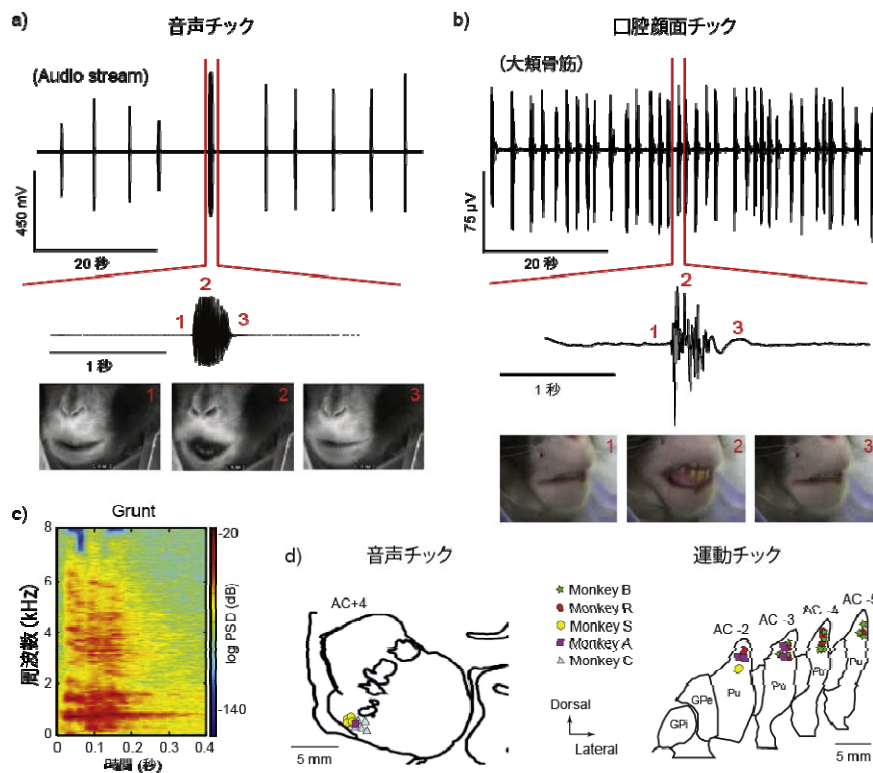 a)
音声チック
(Audio stream)
450 mV
20 秒
2
1
3
1 秒
1
2
3
b)
口腔顔面チック
(大頬骨筋)
75 μV
20 秒
2
1
3
1 秒
1
2
3
c)
Grunt
8
6
4
2
0
周波数 (kHz)
0
0.1
0.2
0.3
0.4
時間 (秒)
-20
-140
log PSD (dB)
d)
音声チック
AC+4
5 mm
Monkey B
Monkey R
Monkey S
Monkey A
Monkey C
Dorsal
Lateral
運動チック
AC -2
AC -3
AC -4
AC -5
GPi
GPe
Pu
Pu
Pu
Pu
5 mm